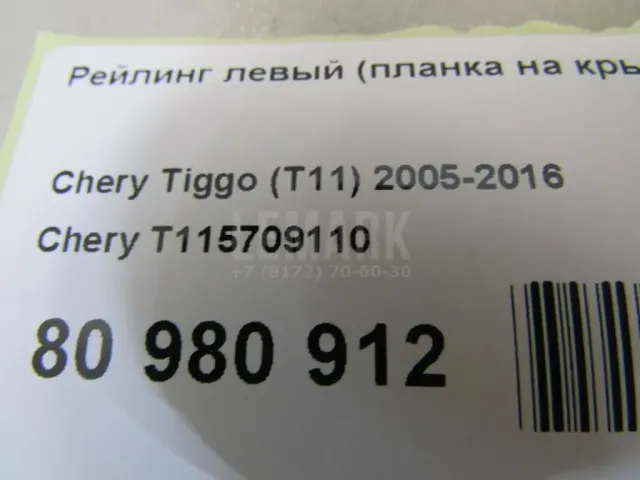 Рейлинг левый (планка на кры
Chery Tiggo (T11) 2005-2016
Chery T115709110
LEMARK
+7 (8172) 70-60-30
80 980 912